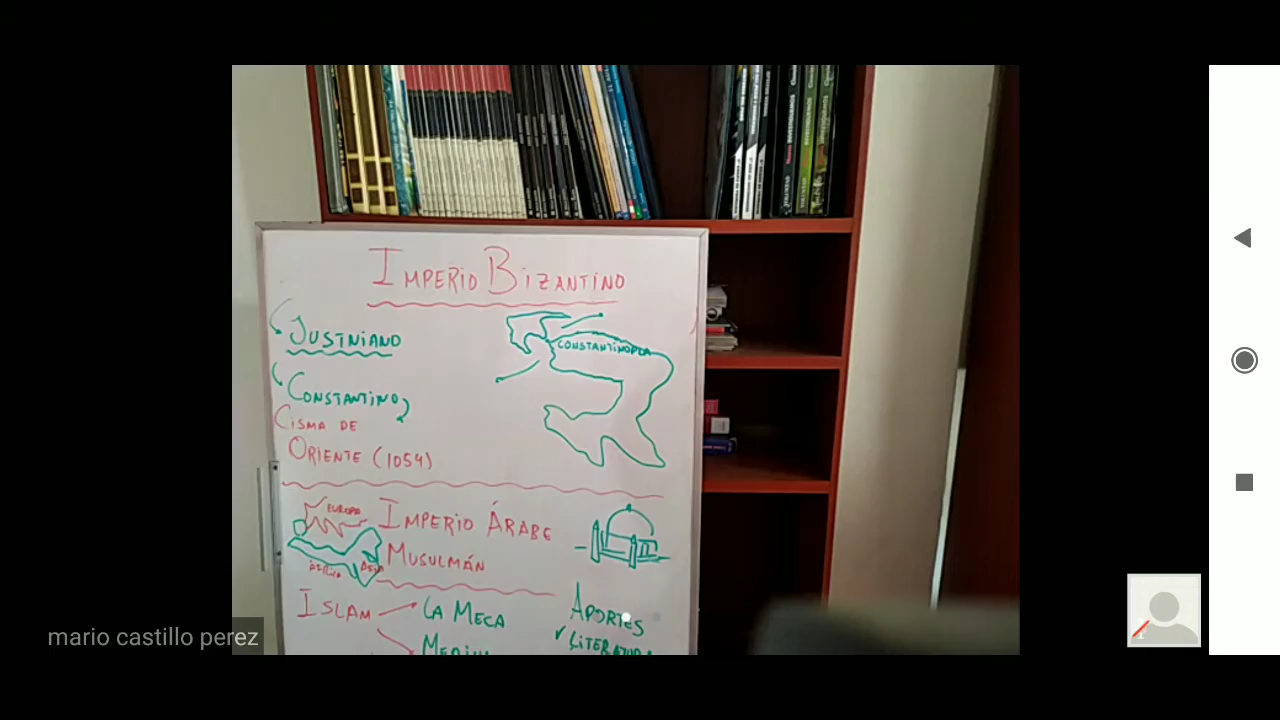 IMPERIO BIZANTINO
JUSTNIANO
CONSTANTINOPLA
CONSTANTINO
CISMA DE
ORIENTE (1054)
EUROPA
IMPERIO ÁRABE
MUSULMÁN
ÁFRICA
ASIA
ISLAM
LA MECA
APORTES
mario castillo perez